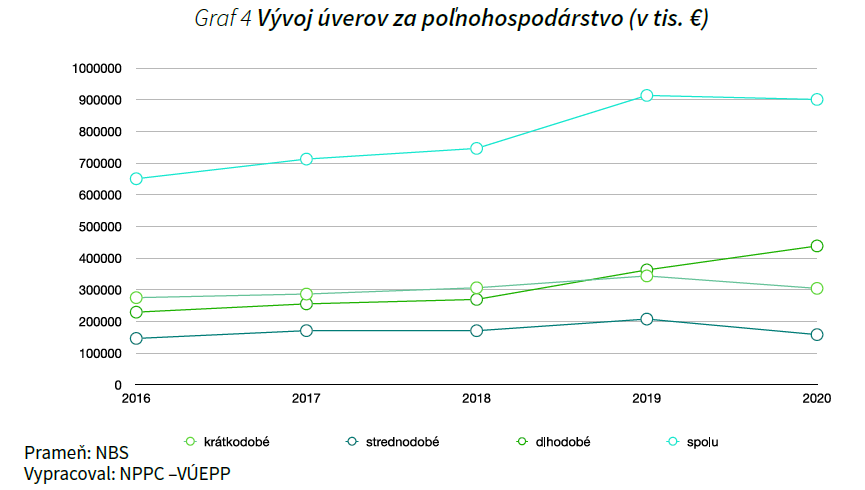 Graf 4 Vývoj úverov za poľnohospodárstvo (v tis. €)
1000000
900000
800000
700000
600000
500000
400000
300000
200000
100000
0
2016 2017 2018 2019 2020
krátkodobé strednodobé dlhodobé spolu
Prameň: NBS
Vypracoval: NPPC –VÚEPP